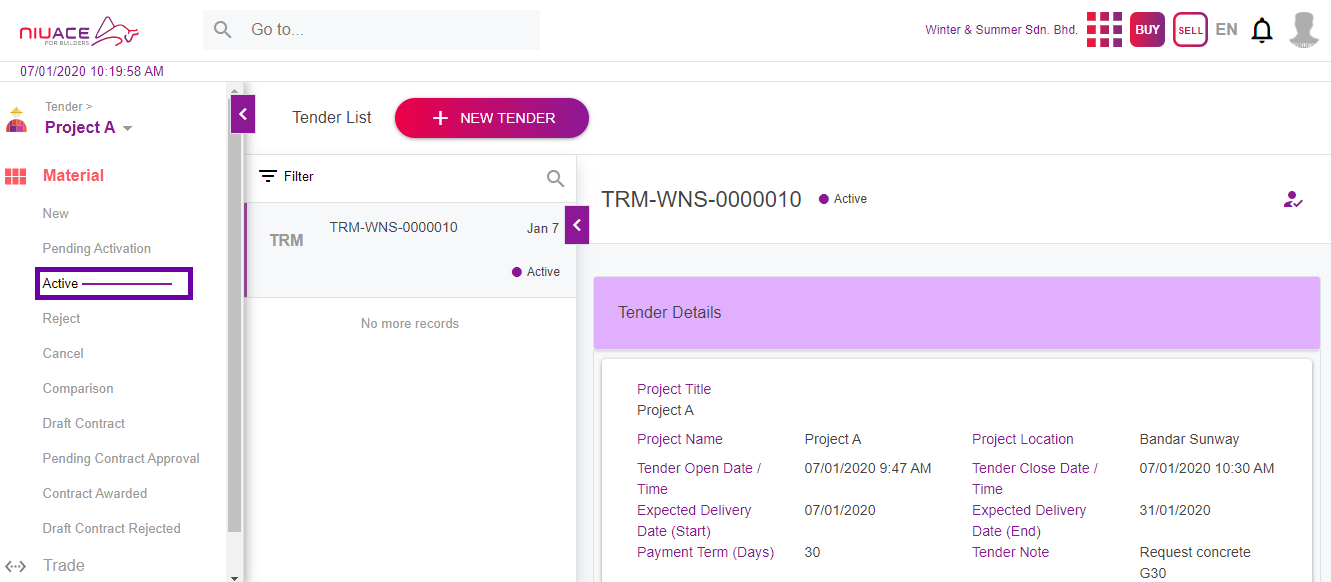 NIUACE
FOR BUILDERS
Go to...
Winter & Summer Sdn. Bhd.
BUY
SELL
EN
07/01/2020 10:19:58 AM
Tender >
Project A
Material
New
Pending Activation
Active
Reject
Cancel
Comparison
Draft Contract
Pending Contract Approval
Contract Awarded
Draft Contract Rejected
Trade
Tender List
+ NEW TENDER
Filter
TRM
TRM-WNS-0000010
Jan 7
Active
No more records
TRM-WNS-0000010
Active
Tender Details
Project Title
Project A
Project Name Project A Project Location Bandar Sunway
Tender Open Date / 07/01/2020 9:47 AM Tender Close Date / 07/01/2020 10:30 AM
Time Time
Expected Delivery 07/01/2020 Expected Delivery 31/01/2020
Date (Start) Date (End)
Payment Term (Days) 30 Tender Note Request concrete
G30